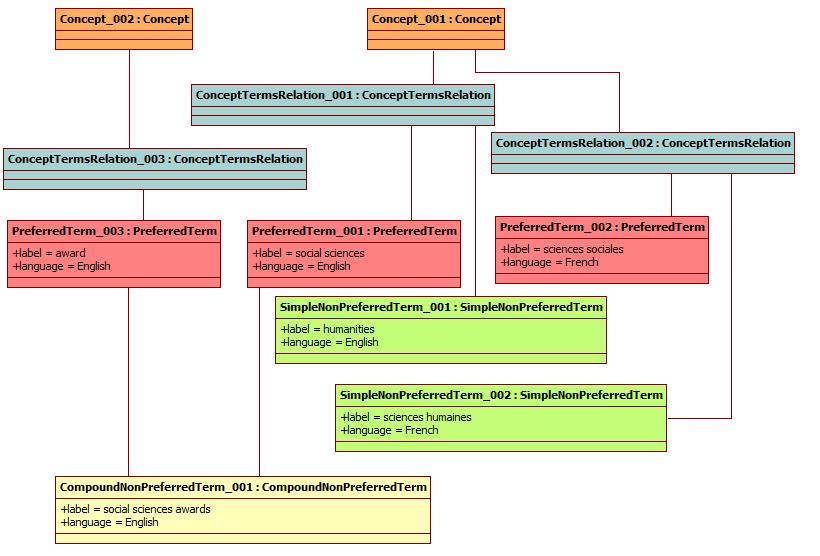 Concept_002 : Concept
Concept_001 : Concept
ConceptTermsRelation_001 : ConceptTermsRelation
ConceptTermsRelation_002 : ConceptTermsRelation
ConceptTermsRelation_003 : ConceptTermsRelation
PreferredTerm_003 : PreferredTerm
+label = award
+language = English
PreferredTerm_001 : PreferredTerm
+label = social sciences
+language = English
PreferredTerm_002 : PreferredTerm
+label = sciences sociales
+language = French
SimpleNonPreferredTerm_001 : SimpleNonPreferredTerm
+label = humanities
+language = English
SimpleNonPreferredTerm_002 : SimpleNonPreferredTerm
+label = sciences humaines
+language = French
CompoundNonPreferredTerm_001 : CompoundNonPreferredTerm
+label = social sciences awards
+language = English